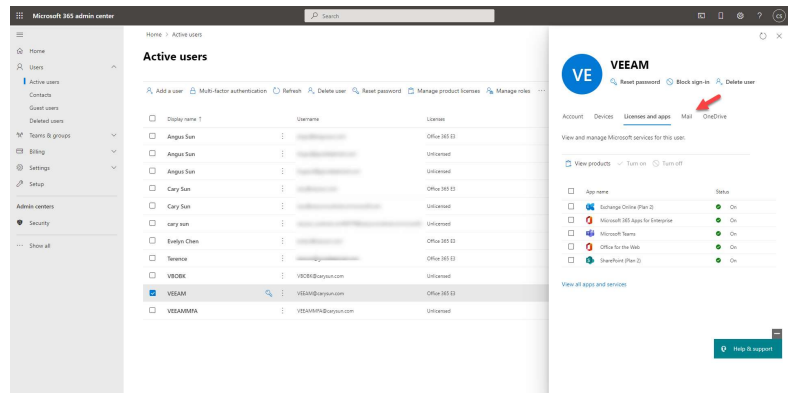 Microsoft 365 admin center
Search
CS
Home
Users
Active users
Contacts
Guest users
Deleted users
Teams & groups
Billing
Settings
Setup
Admin centers
Security
Show all
Home > Active users
Active users
Add a user Multi-factor authentication Refresh Delete user Reset password Manage product licenses Manage roles
Display name ↑ Username Licenses
Angus Sun Office 365 E3
Angus Sun Unlicensed
Angus Sun Unlicensed
Cary Sun Office 365 E3
Cary Sun Unlicensed
cary sun Unlicensed
Evelyn Chen Office 365 E3
Terence Office 365 E3
VBOBK VBOBK@carysun.com Unlicensed
VEEAM VEEAM@carysun.com Office 365 E3
VEEAMMFA VEEAMMFA@carysun.com Unlicensed
VE
VEEAM
Reset password Block sign-in Delete user
Account Devices Licenses and apps Mail OneDrive
View and manage Microsoft services for this user.
View products Turn on Turn off
App name Status
Exchange Online (Plan 2) On
Microsoft 365 Apps for Enterprise On
Microsoft Teams On
Office for the Web On
SharePoint (Plan 2) On
View all apps and services
Help & support